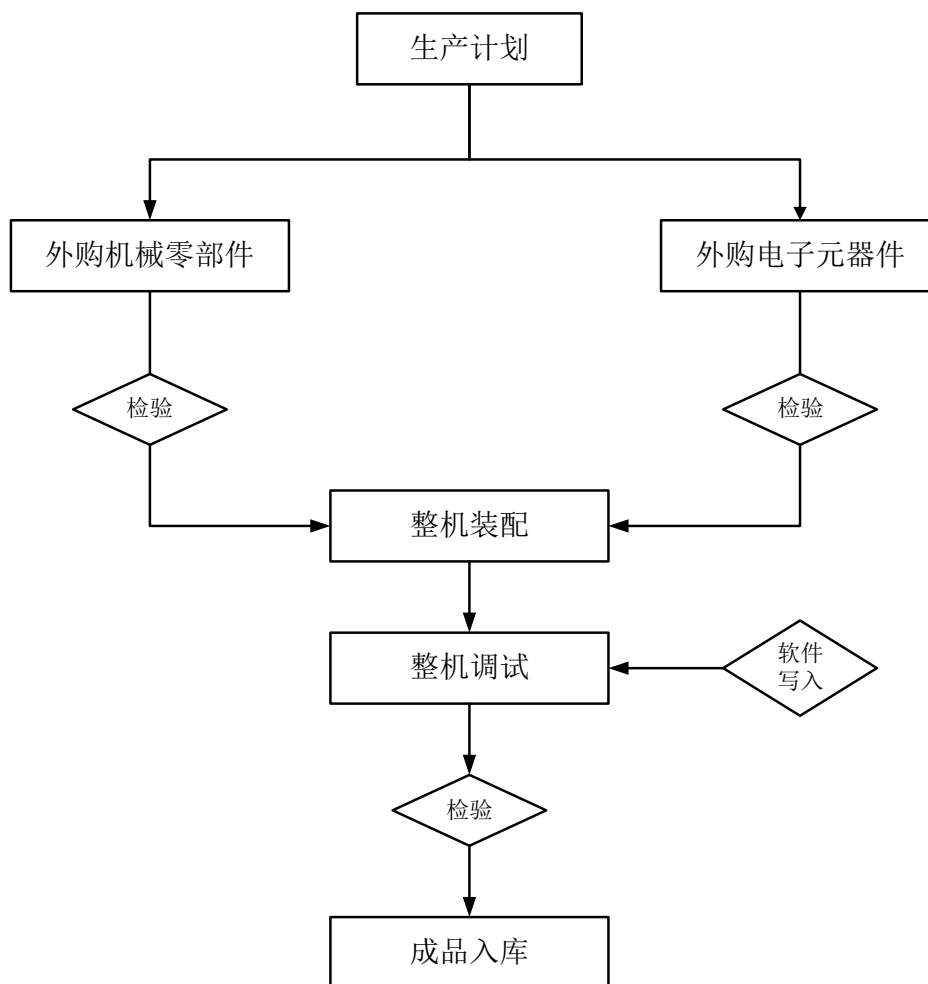 生产计划
外购机械零部件
外购电子元器件
检验
检验
整机装配
整机调试
软件
写入
检验
成品入库